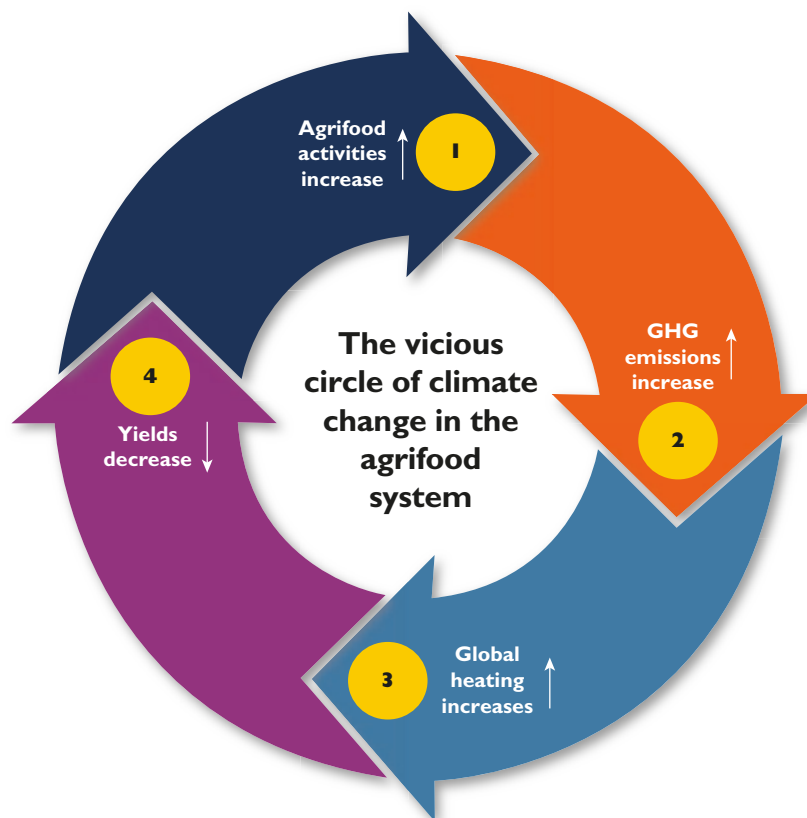 Agrifood
activities
increase
1
GHG
emissions
increase
2
Global
heating
increases
3
4
Yields
decrease
The vicious
circle of climate
change in the
agrifood
system